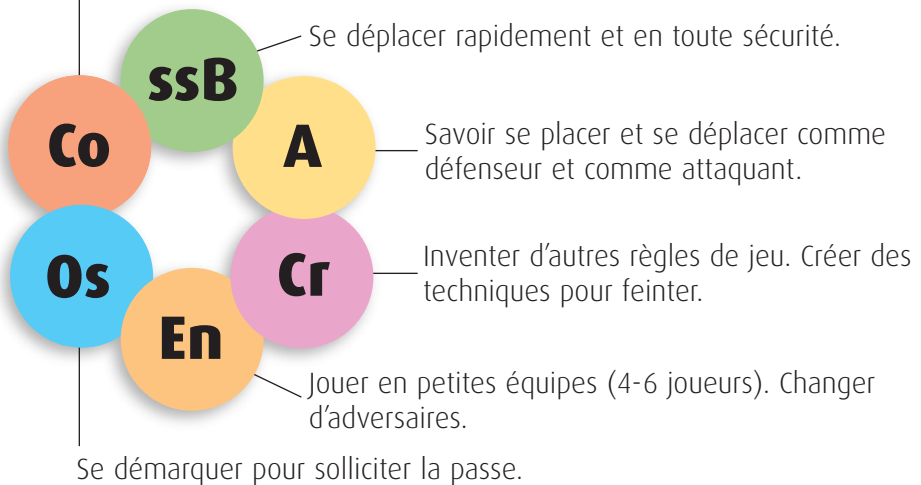 Se déplacer rapidement et en toute sécurité.
ssB
Co
A
Savoir se placer et se déplacer comme
défenseur et comme attaquant.
Os
Cr
Inventer d'autres règles de jeu. Créer des
techniques pour feinter.
En
Jouer en petites équipes (4-6 joueurs). Changer
d'adversaires.
Se démarquer pour solliciter la passe.